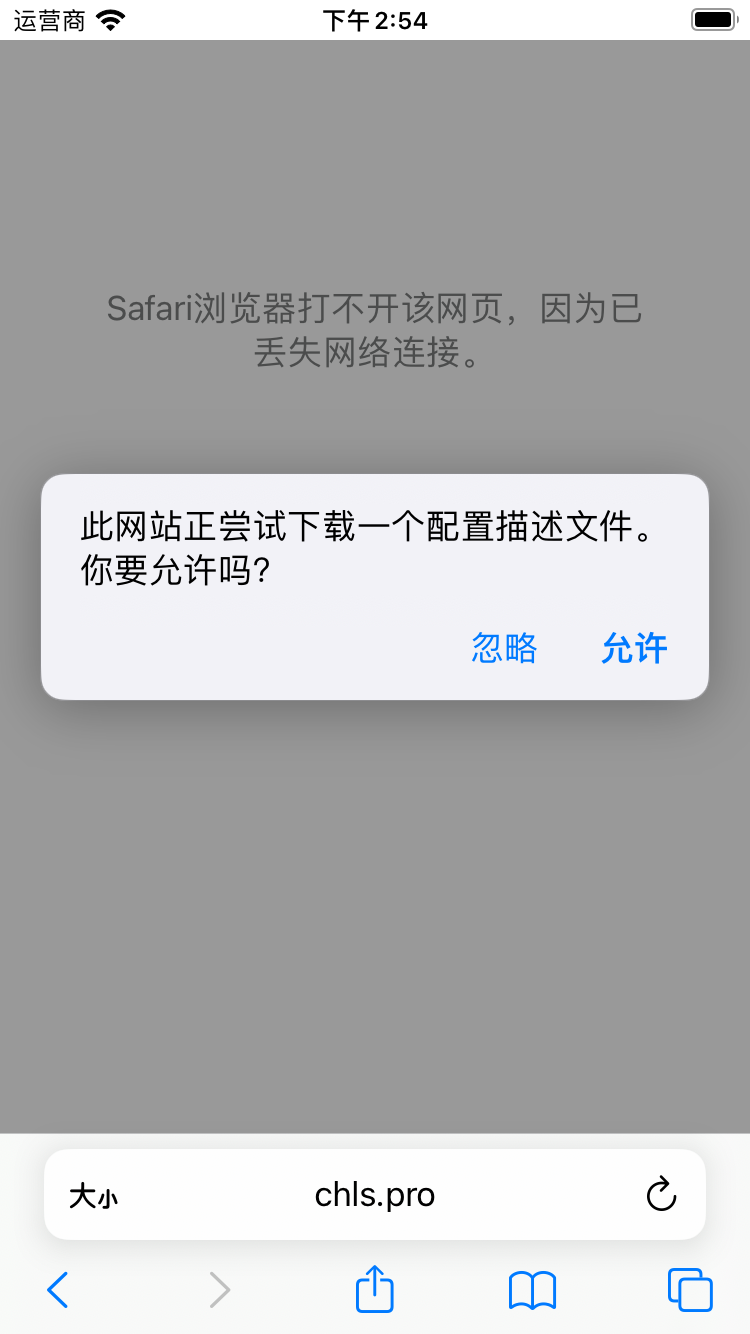 运营商
下午2:54
Safari浏览器打不开该网页，因为已
丢失网络连接。
此网站正尝试下载一个配置描述文件。
你要允许吗?
忽略
允许
大小
chls.pro